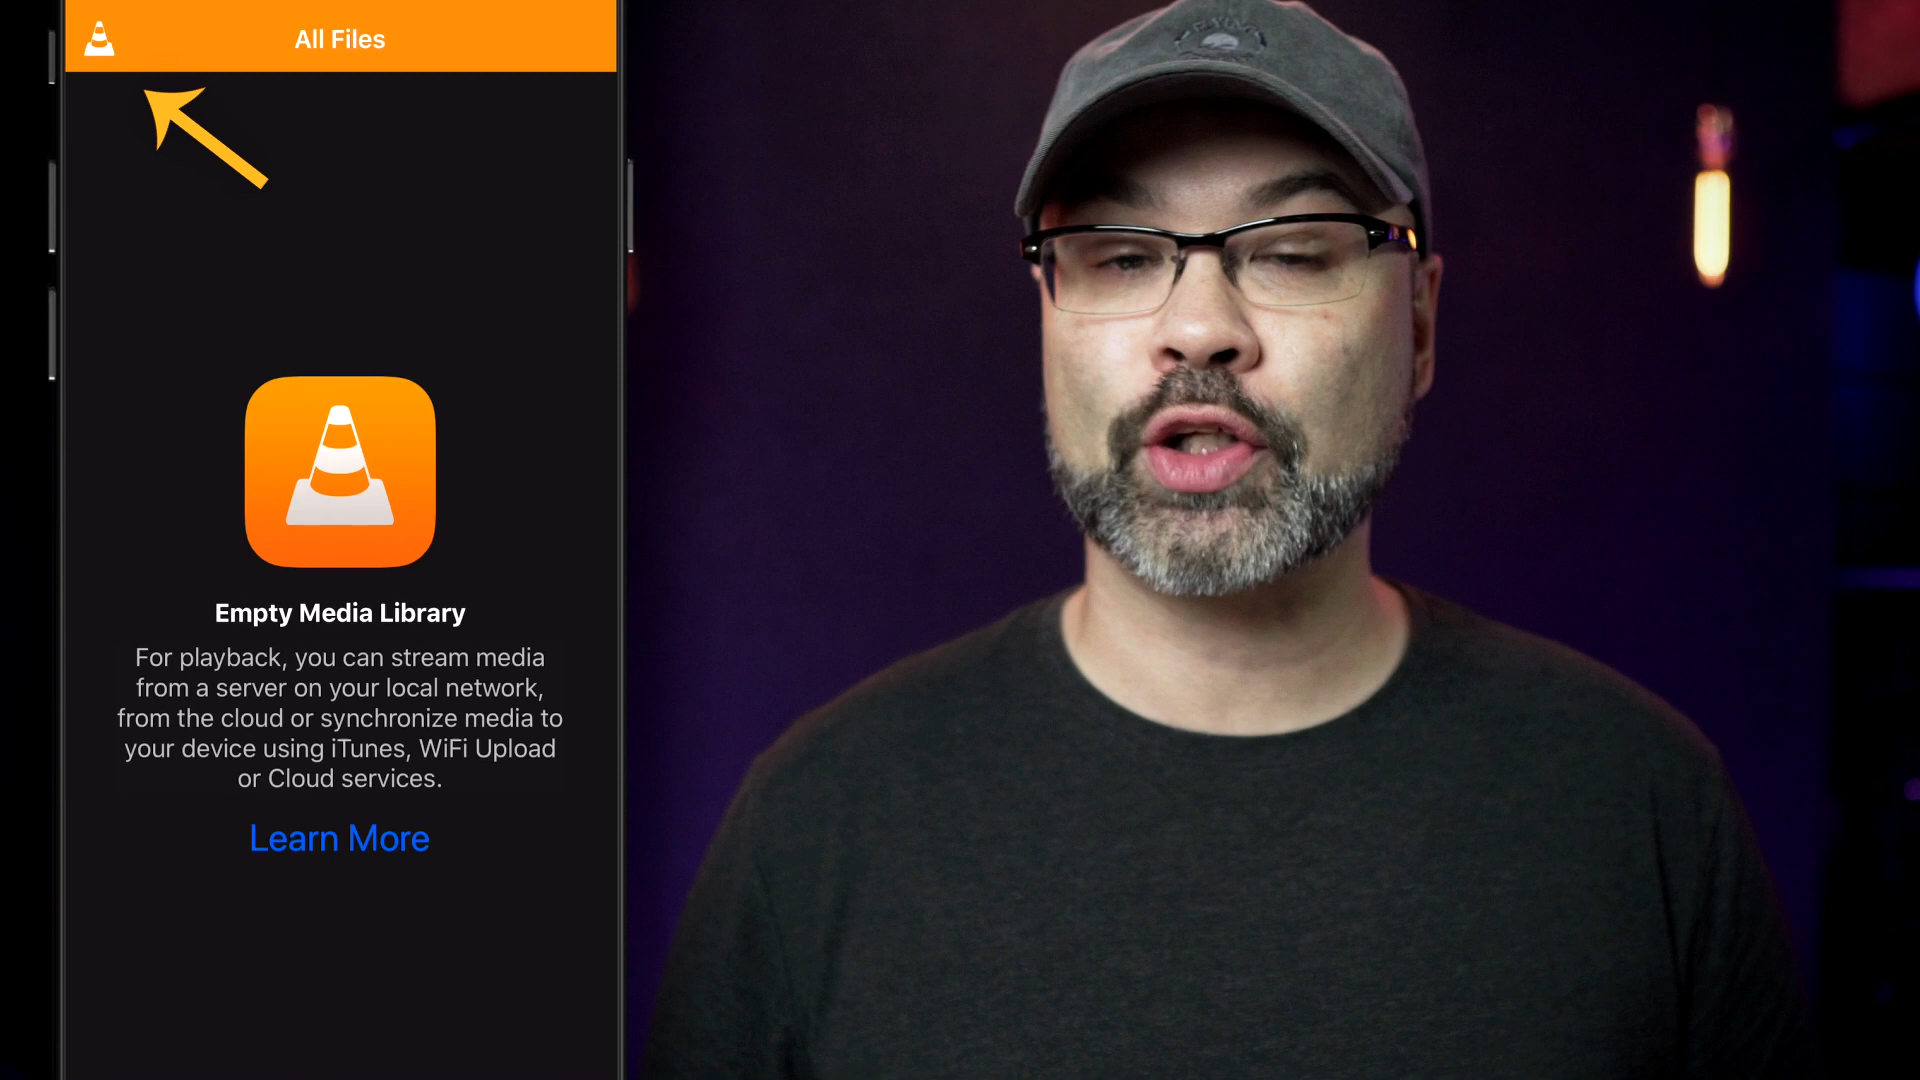 All Files
Empty Media Library
For playback, you can stream media
from a server on your local network,
from the cloud or synchronize media to
your device using iTunes, WiFi Upload
or Cloud services.
Learn More